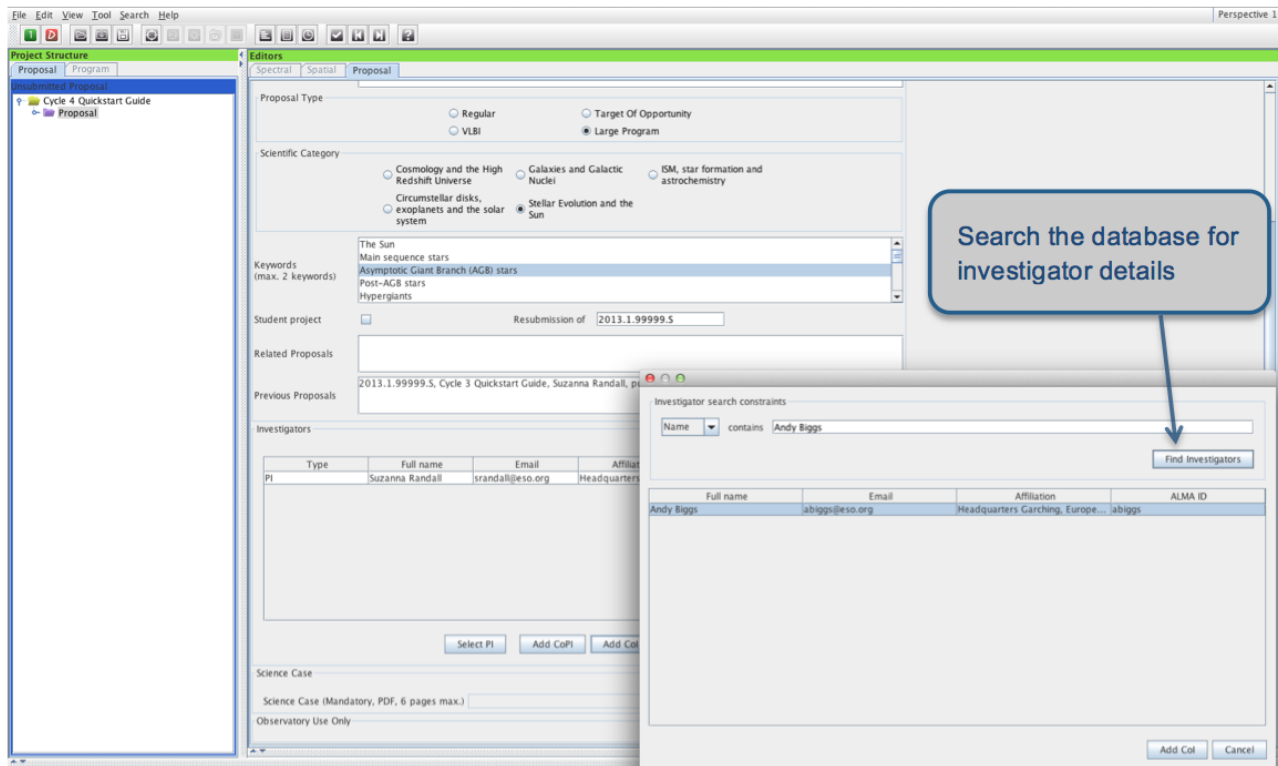 File Edit View Tool Search Help
Perspective 1
Project Structure
Editors
Proposal Program
Spectral Spatial Proposal
Unsubmitted Proposal
Cycle 4 Quickstart Guide
Proposal
Proposal Type
Regular Target Of Opportunity
VLBI Large Program
Scientific Category
Cosmology and the High Redshift Universe
Galaxies and Galactic Nuclei
ISM, star formation and astrochemistry
Circumstellar disks, exoplanets and the solar system
Stellar Evolution and the Sun
Keywords
(max. 2 keywords)
The Sun
Main sequence stars
Asymptotic Giant Branch (AGB) stars
Post-AGB stars
Hypergiants
Student project
Resubmission of 2013.1.99999.S
Related Proposals
Previous Proposals
2013.1.99999.S, Cycle 3 Quickstart Guide, Suzanna Randall,
Investigators
Type Full name Email
PI Suzanna Randall srandall@eso.org Headquarters
Select PI Add CoPI Add CoI
Science Case
Science Case (Mandatory, PDF, 6 pages max.)
Observatory Use Only
Search the database for
investigator details
Investigator search constraints
Name contains Andy Biggs
Find Investigators
Full name Email Affiliation ALMA ID
Andy Biggs abiggs@eso.org Headquarters Garching, Europe... abiggs
Add CoI Cancel